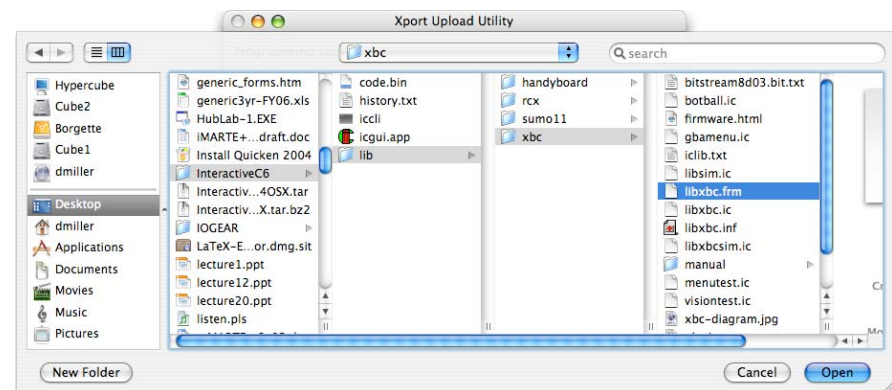 Xport Upload Utility
xbc
search
Hypercube
Cube2
Borgette
Cube1
dmiller
Desktop
dmiller
Applications
Documents
Movies
Music
Pictures
generic_forms.htm
generic3yr-FY06.xls
HubLab-1.EXE
iMARTE+...draft.doc
Install Quicken 2004
InteractiveC6
Interactiv...4OSX.tar
Interactiv...X.tar.bz2
IOGEAR
LaTeX-E...or.dmg.sit
lecture1.ppt
lecture12.ppt
lecture20.ppt
listen.pls
code.bin
history.txt
iccli
icgui.app
lib
handyboard
rcx
sumo11
xbc
bitstream8d03.bit.txt
botball.ic
firmware.html
gbamenu.ic
iclib.txt
libsim.ic
libxbc.frm
libxbc.ic
libxbc.inf
libxbcsim.ic
manual
menutest.ic
visiontest.ic
xbc-diagram.jpg
New Folder
Cancel
Open